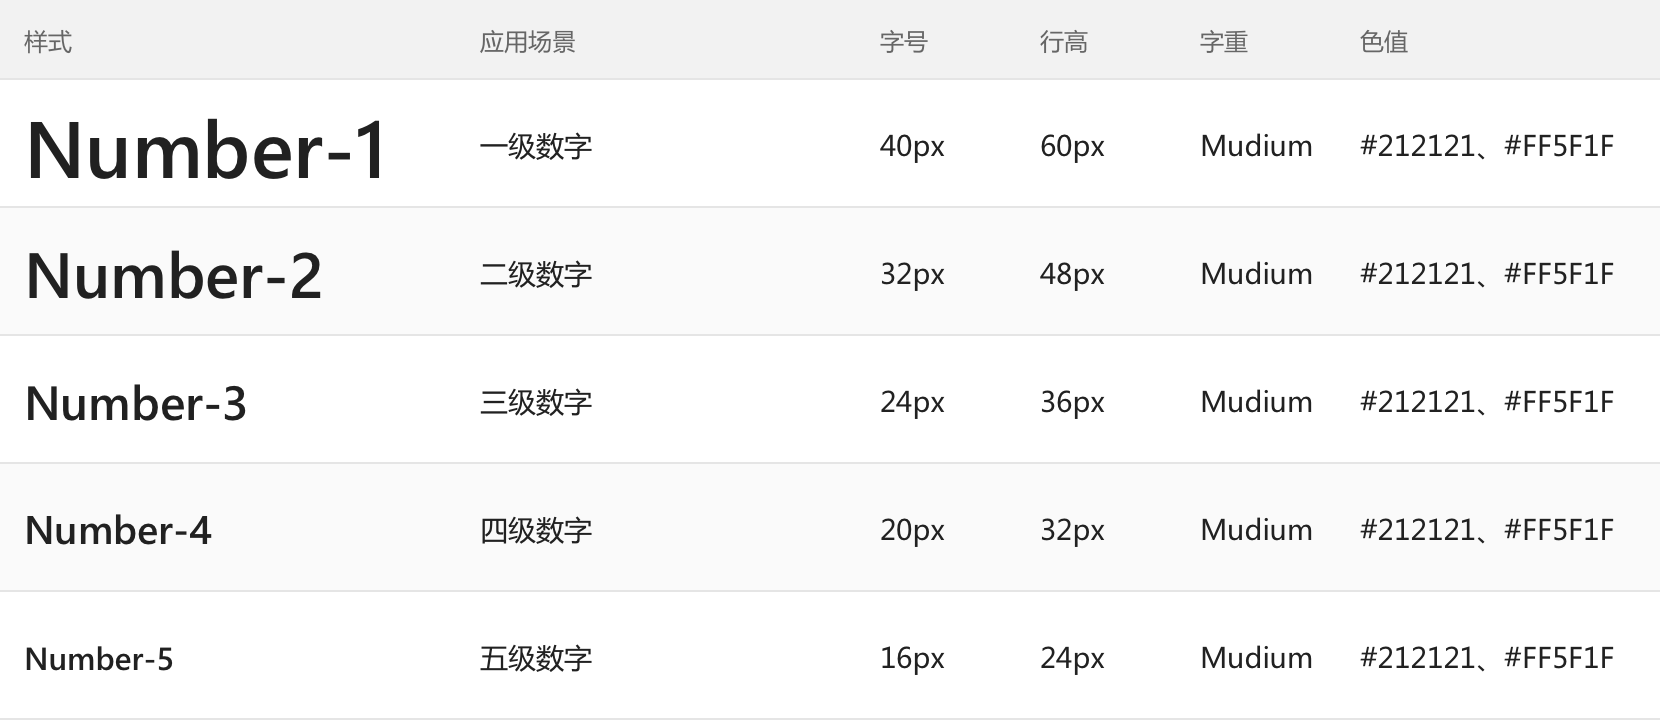 样式 应用场景 字号 行高 字重 色值
Number-1 一级数字 40px 60px Mudium #212121、#FF5F1F
Number-2 二级数字 32px 48px Mudium #212121、#FF5F1F
Number-3 三级数字 24px 36px Mudium #212121、#FF5F1F
Number-4 四级数字 20px 32px Mudium #212121、#FF5F1F
Number-5 五级数字 16px 24px Mudium #212121、#FF5F1F